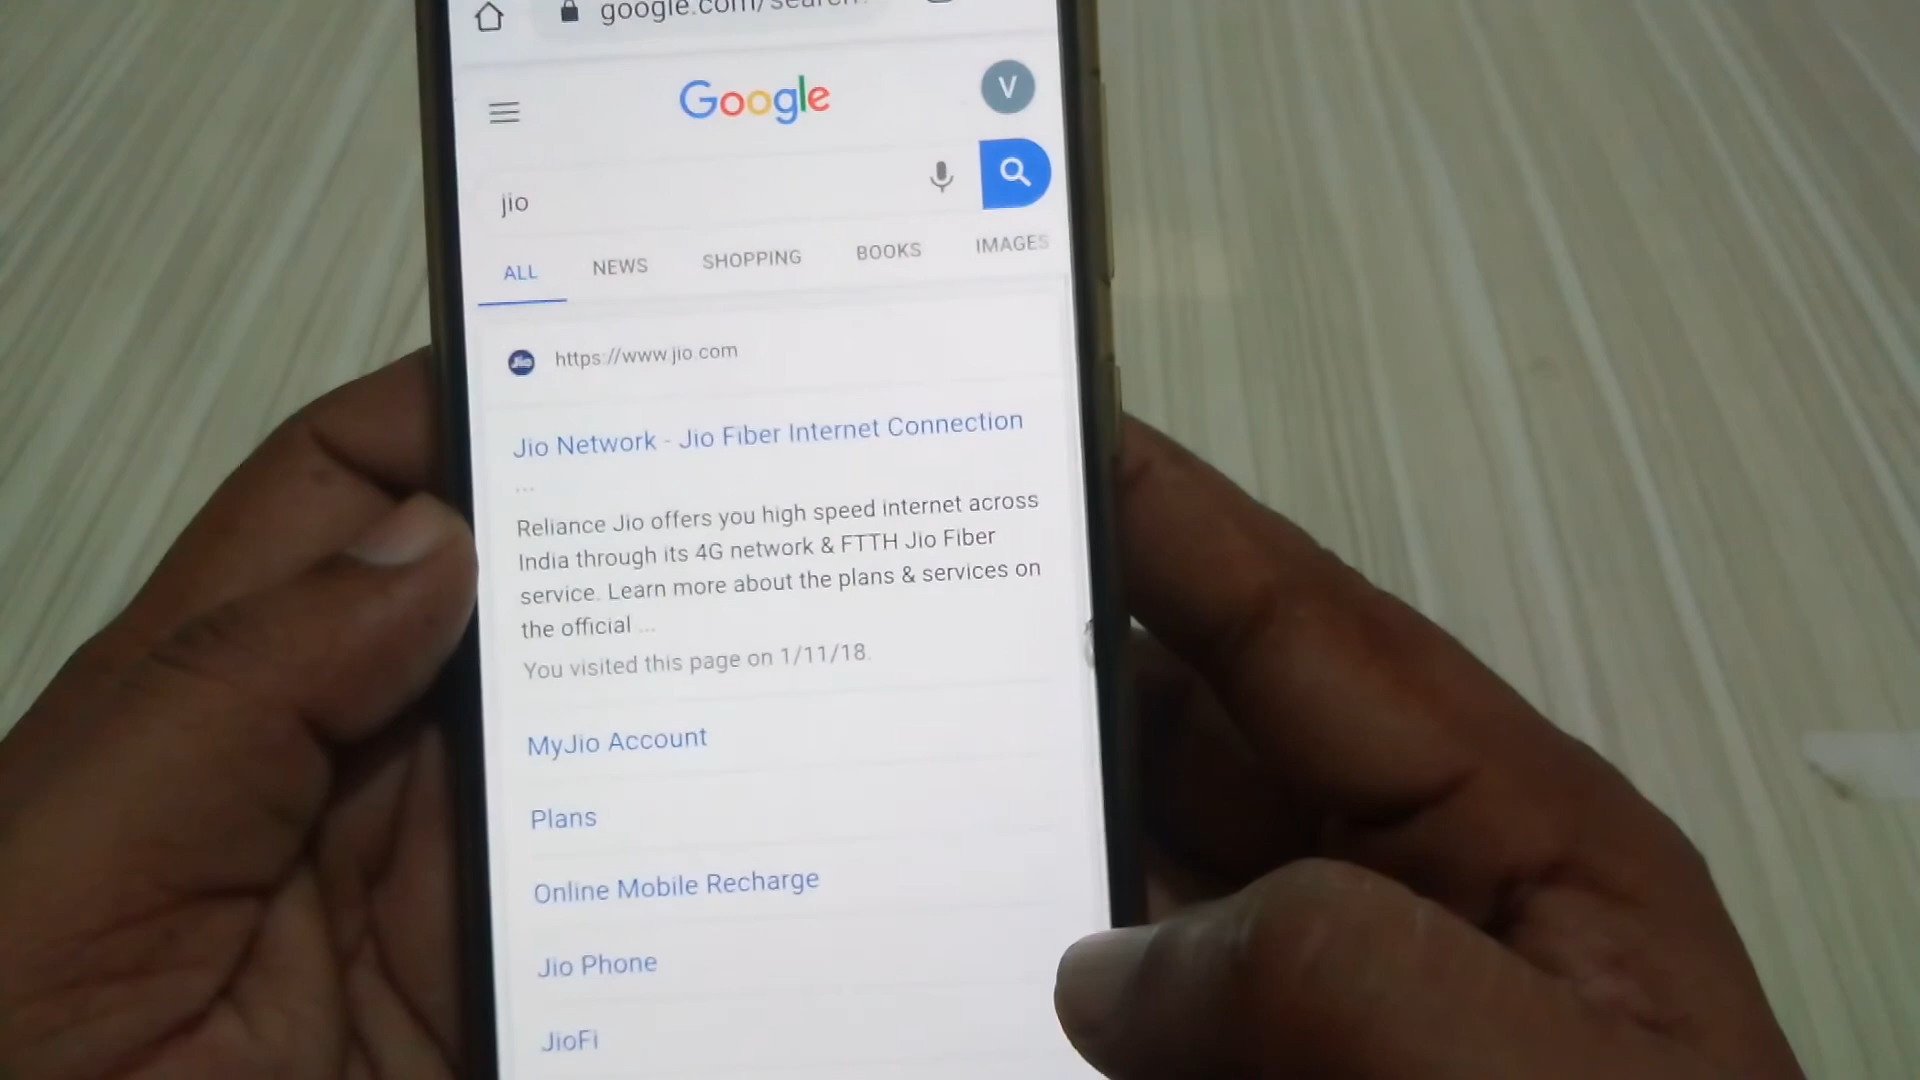 google.com/search
Google
V
jio
ALL NEWS SHOPPING BOOKS IMAGES
Jio
https://www.jio.com
Jio Network - Jio Fiber Internet Connection
...
Reliance Jio offers you high speed internet across
India through its 4G network & FTTH Jio Fiber
service. Learn more about the plans & services on
the official ...
You visited this page on 1/11/18.
MyJio Account
Plans
Online Mobile Recharge
Jio Phone
JioFi